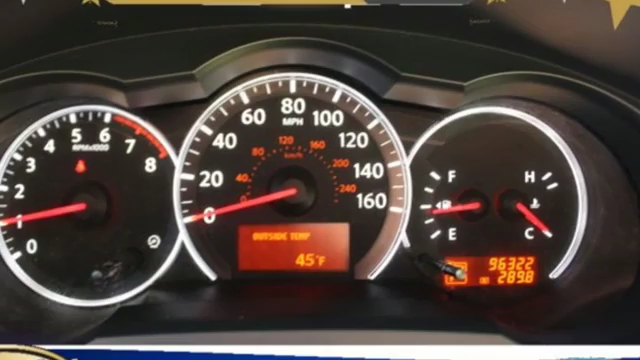 0 1 2 3 4 5 6 7 8
RPMx1000
0 20 40 60 80 100 120 140 160
MPH
40 80 120 160 200 240
km/h
OUTSIDE TEMP
45°F
F H
E C
96322
289.8